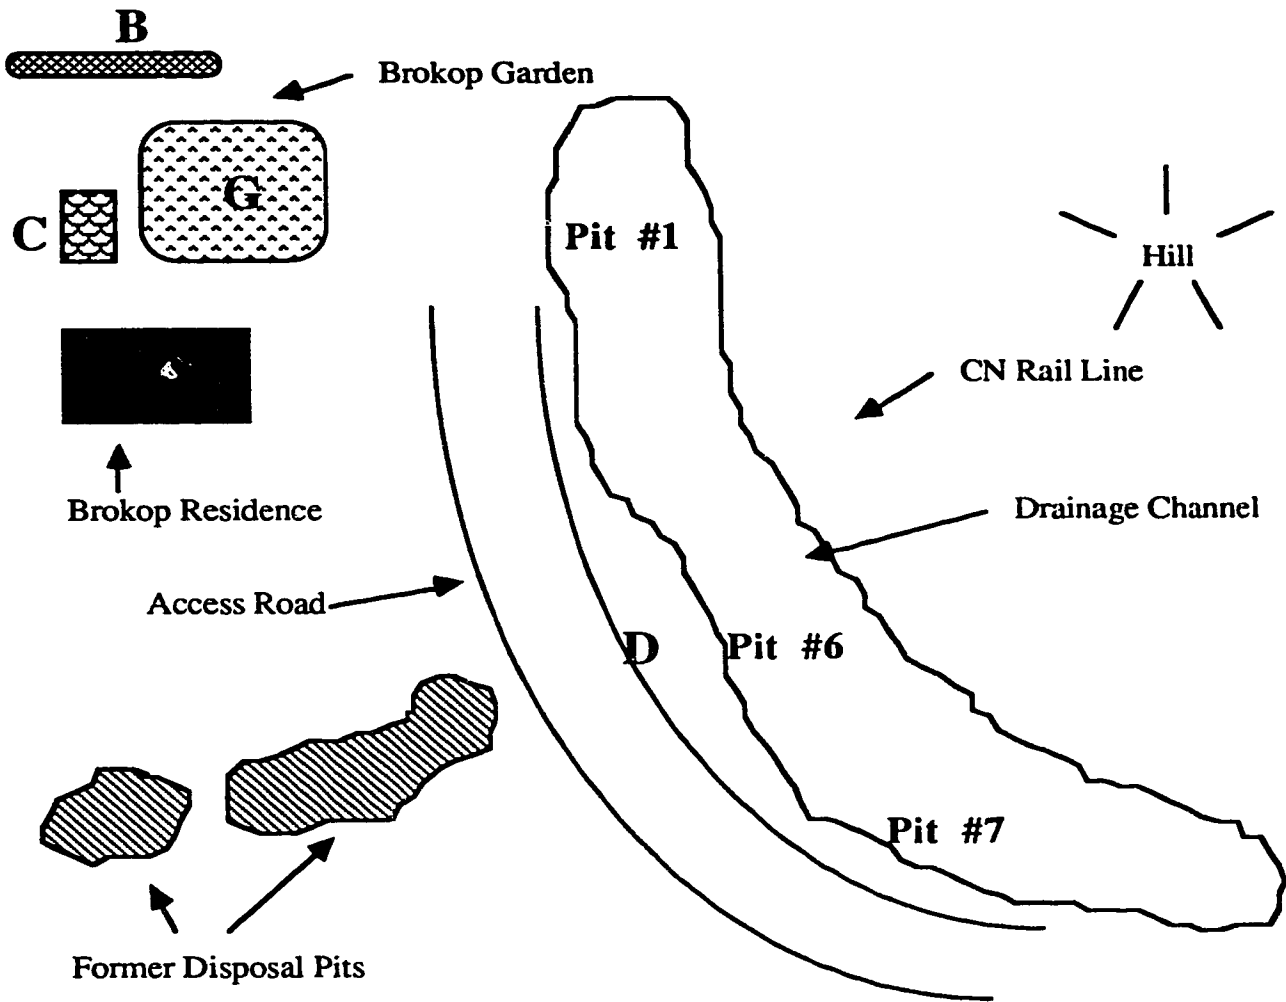 B
Brokop Garden
G
C
Pit #1
Hill
CN Rail Line
Brokop Residence
Drainage Channel
Access Road
D
Pit #6
Pit #7
Former Disposal Pits